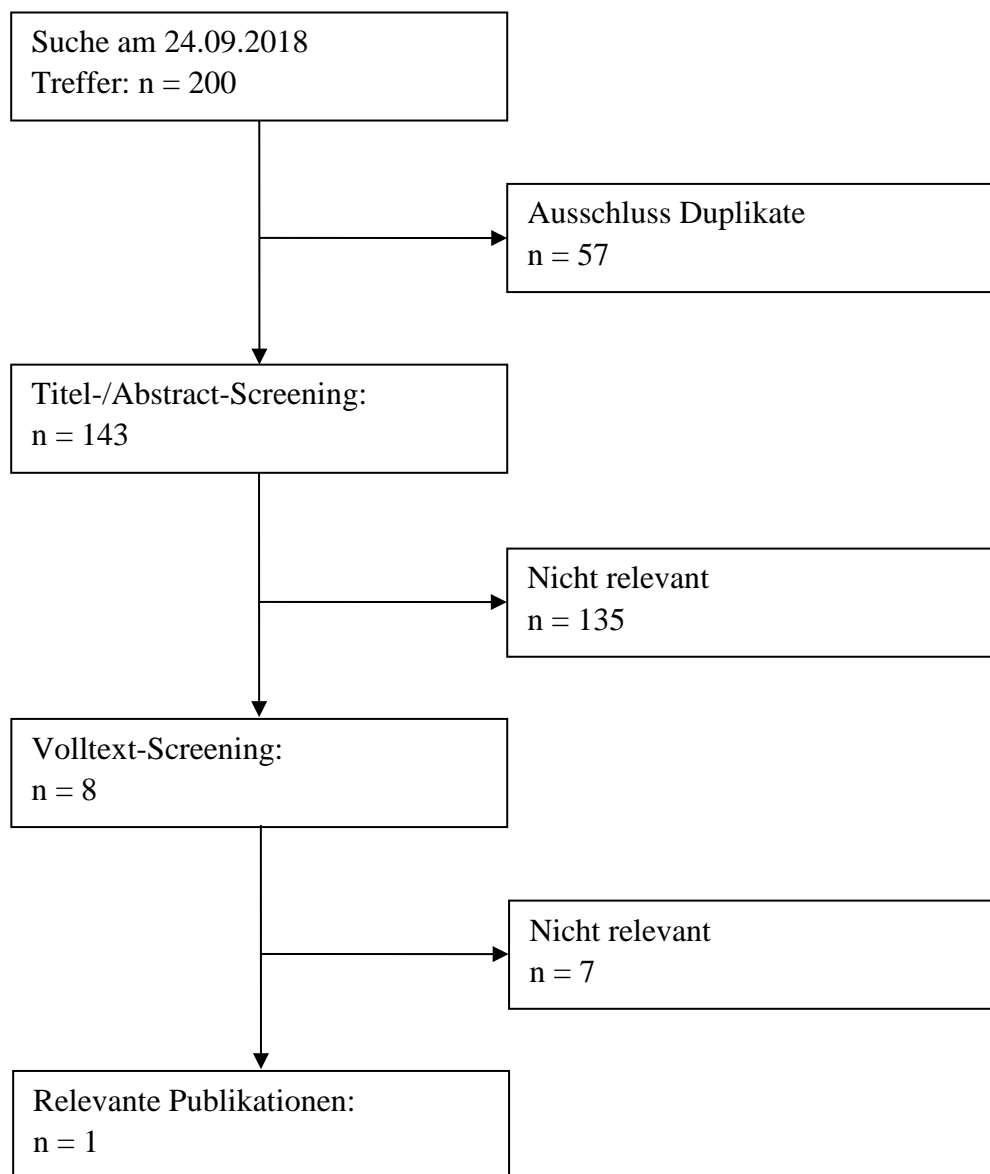 Suche am 24.09.2018
Treffer: n = 200
Ausschluss Duplikate
n = 57
Titel-/Abstract-Screening:
n = 143
Nicht relevant
n = 135
Volltext-Screening:
n = 8
Nicht relevant
n = 7
Relevante Publikationen:
n = 1